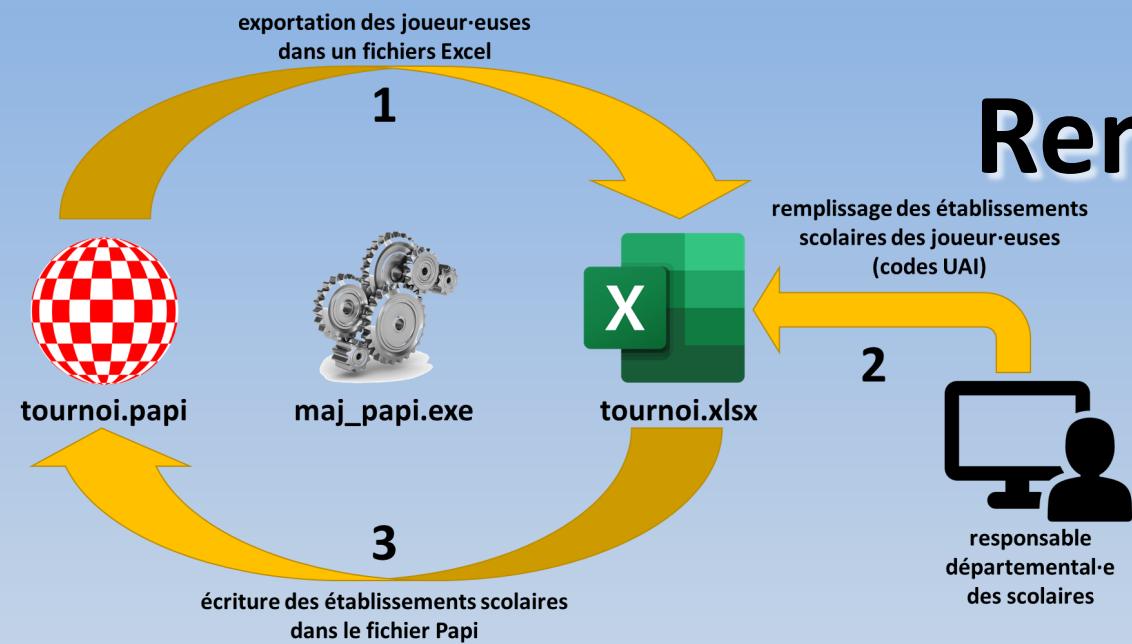 exportation des joueur·euses
dans un fichiers Excel
1
Rer
remplissage des établissements
scolaires des joueur·euses
(codes UAI)
X
2
tournoi.papi
maj_papi.exe
tournoi.xlsx
3
responsable
départemental·e
des scolaires
écriture des établissements scolaires
dans le fichier Papi